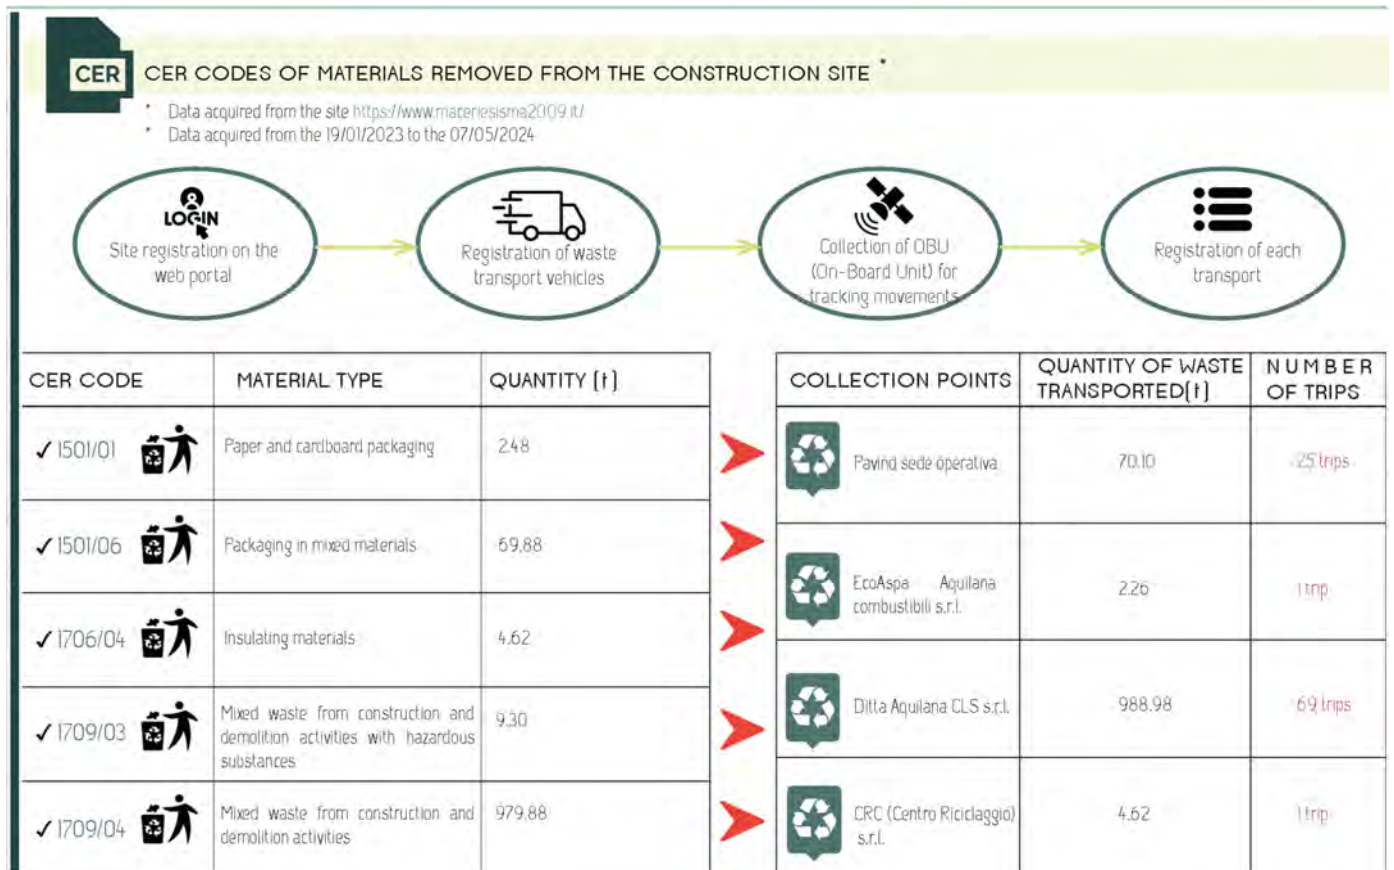 CER
CER CODES OF MATERIALS REMOVED FROM THE CONSTRUCTION SITE *
* Data acquired from the site https://www.maceriesisma2009.it/
* Data acquired from the 19/01/2023 to the 07/05/2024
LOGIN
Site registration on the
web portal
Registration of waste
transport vehicles
Collection of OBU
(On-Board Unit) for
tracking movements
Registration of each
transport
CER CODE MATERIAL TYPE QUANTITY [t]
✓ 1501/01 Paper and cardboard packaging 2.48
✓ 1501/06 Packaging in mixed materials 69,88
✓ 1706/04 Insulating materials 4.62
✓ 1709/03 Mixed waste from construction and 9.30
demolition activities with hazardous
substances
✓ 1709/04 Mixed waste from construction and 979.88
demolition activities
COLLECTION POINTS QUANTITY OF WASTE NUMBER
TRANSPORTED[t] OF TRIPS
Pavind sede operativa 70.10 25 trips
EcoAspa Aquilana 2.26 1 trip
combustibili s.r.l.
Ditta Aquilana CLS s.r.l. 988.98 69 trips
CRC (Centro Riciclaggio) 4.62 1 trip
s.r.l.